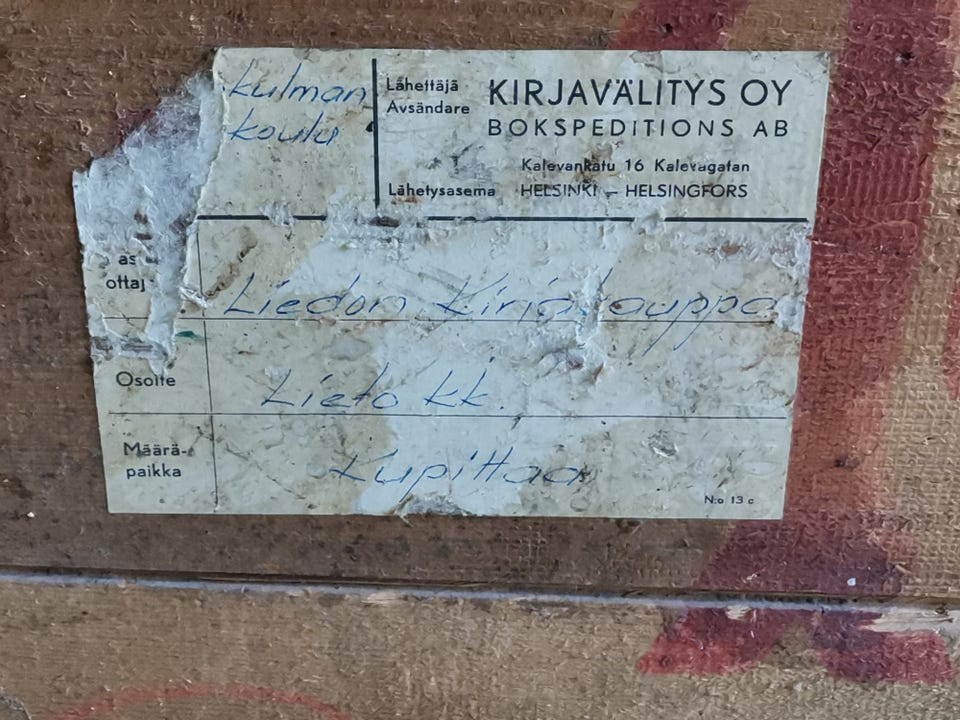 kulman
koulu
Lähettäjä
Avsändare
KIRJAVÄLITYS OY
BOKSPEDITIONS AB
Kalevankatu 16 Kalevagatan
Lähetysasema HELSINKI – HELSINGFORS
as
ottaj
Liedon Kirjakauppa
Osoite
Lieto kk.
Määrä-
paikka
Kupittaa
N:o 13 c